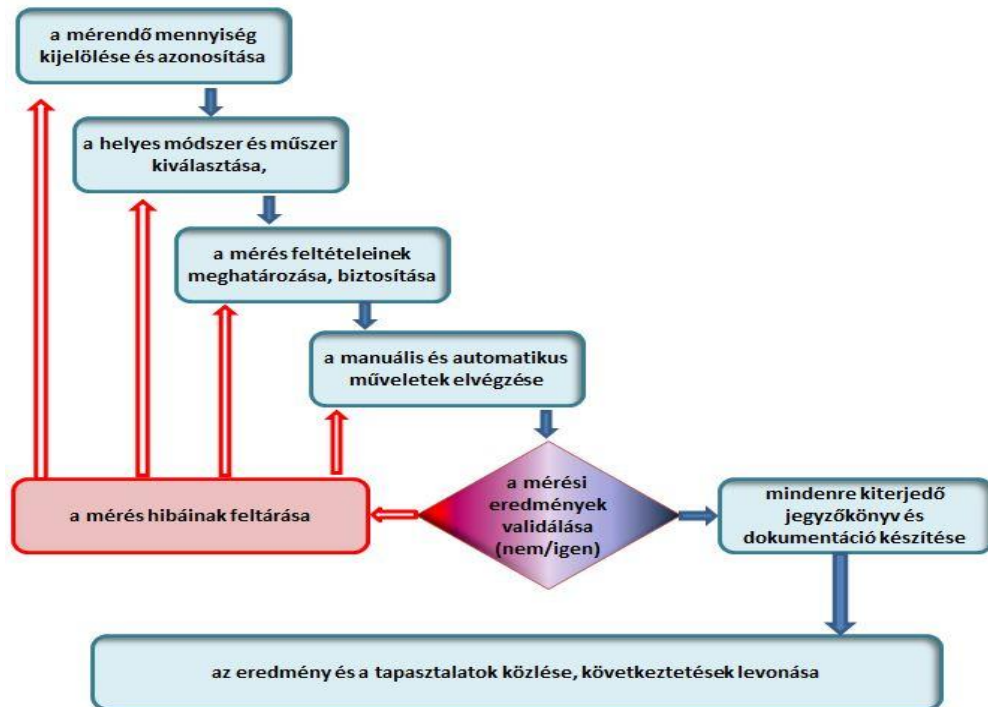 a mérendő mennyiség
kijelölése és azonosítása
a helyes módszer és műszer
kiválasztása,
a mérés feltételeinek
meghatározása, biztosítása
a manuális és automatikus
műveletek elvégzése
a mérési
eredmények
validálása
(nem/igen)
a mérés hibáinak feltárása
mindenre kiterjedő
jegyzőkönyv és
dokumentáció készítése
az eredmény és a tapasztalatok közlése, következtetések levonása